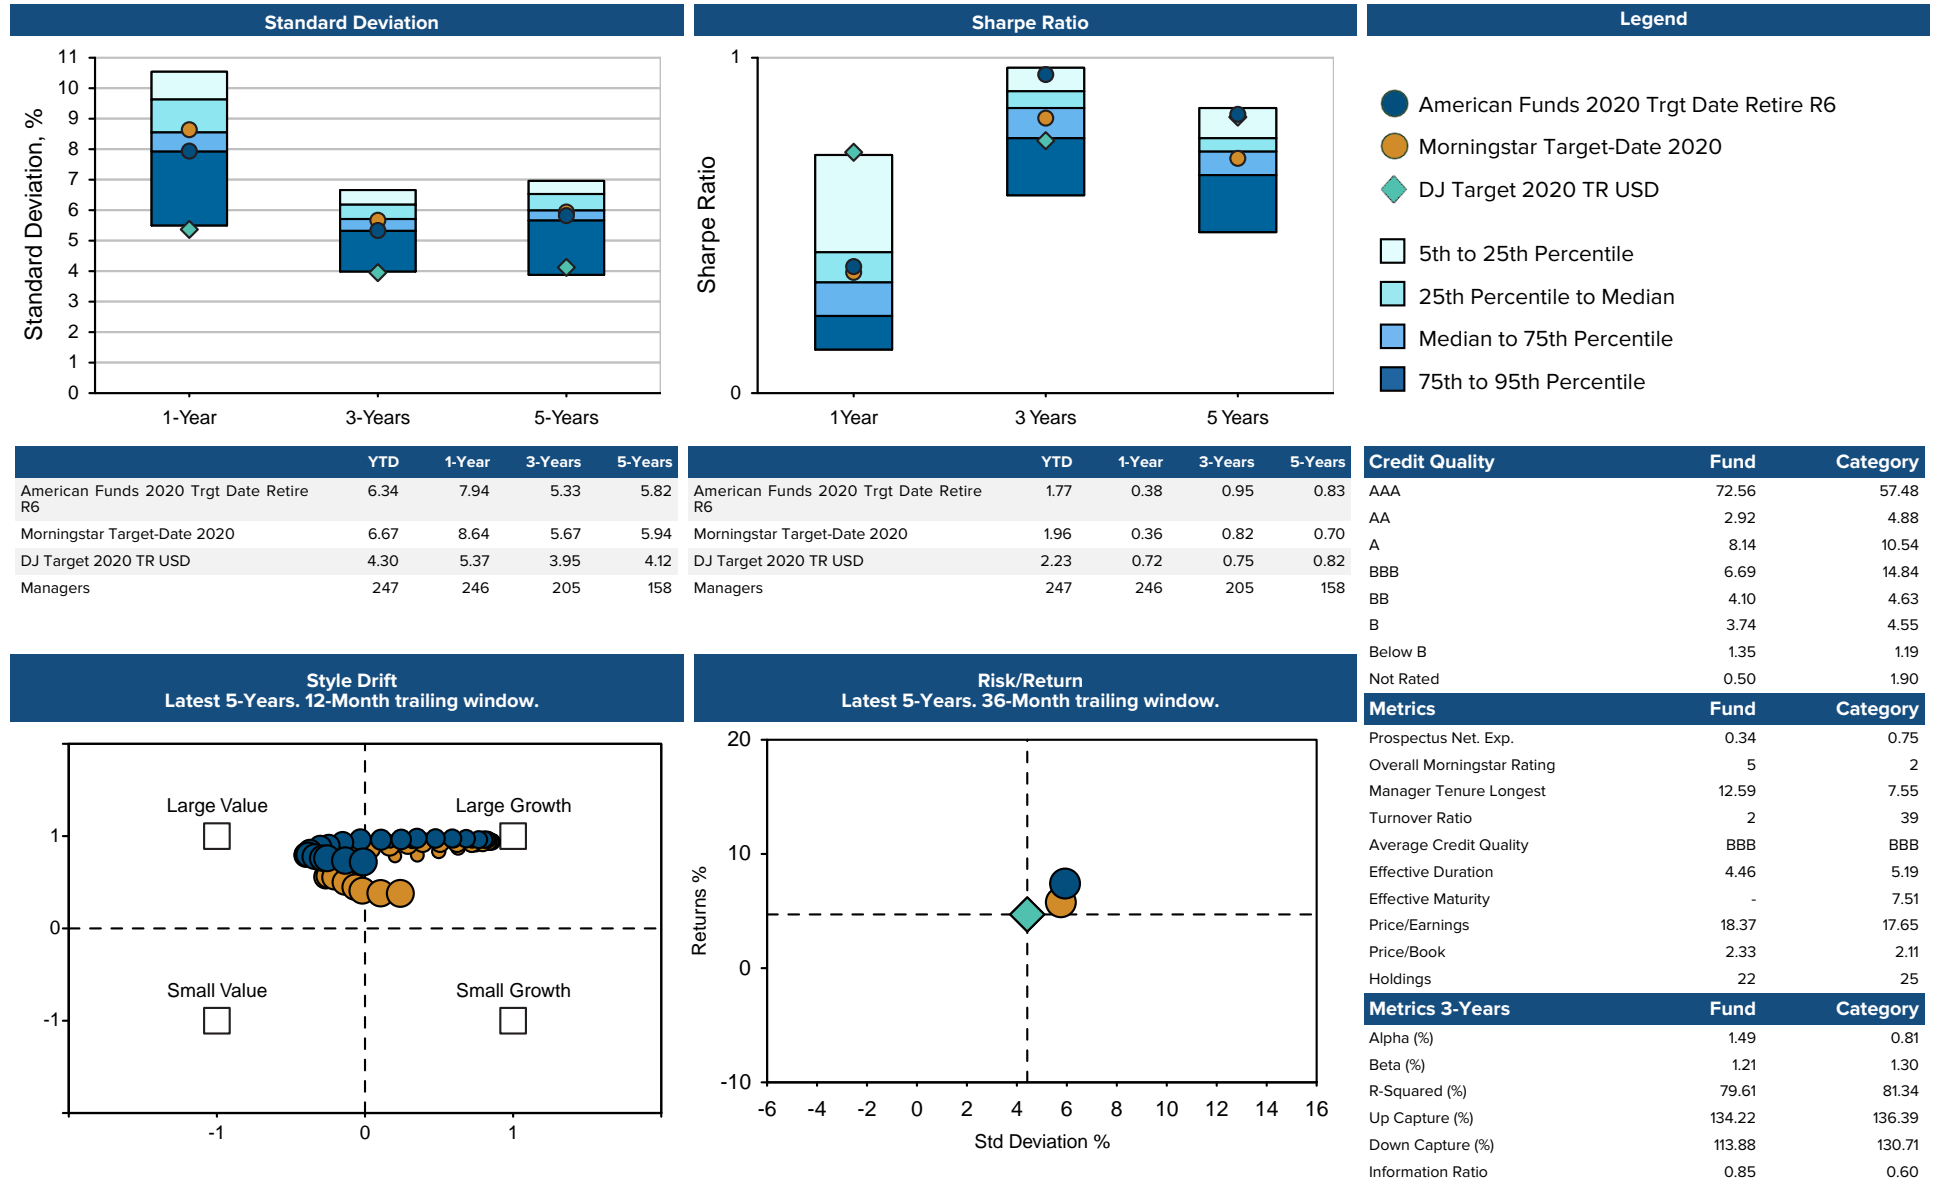 Standard Deviation
11
10
9
8
7
6
5
4
3
2
1
0
Standard Deviation, %
1-Year 3-Years 5-Years
Sharpe Ratio
1
0
Sharpe Ratio
1Year 3 Years 5 Years
Legend
American Funds 2020 Trgt Date Retire R6
Morningstar Target-Date 2020
DJ Target 2020 TR USD
5th to 25th Percentile
25th Percentile to Median
Median to 75th Percentile
75th to 95th Percentile
YTD 1-Year 3-Years 5-Years
American Funds 2020 Trgt Date Retire R6 6.34 7.94 5.33 5.82
Morningstar Target-Date 2020 6.67 8.64 5.67 5.94
DJ Target 2020 TR USD 4.30 5.37 3.95 4.12
Managers 247 246 205 158
YTD 1-Year 3-Years 5-Years
American Funds 2020 Trgt Date Retire R6 1.77 0.38 0.95 0.83
Morningstar Target-Date 2020 1.96 0.36 0.82 0.70
DJ Target 2020 TR USD 2.23 0.72 0.75 0.82
Managers 247 246 205 158
Style Drift
Latest 5-Years. 12-Month trailing window.
Large Value Large Growth
Small Value Small Growth
1
0
-1
-1 0 1
Risk/Return
Latest 5-Years. 36-Month trailing window.
20
10
0
-10
Returns %
-6 -4 -2 0 2 4 6 8 10 12 14 16
Std Deviation %
Credit Quality Fund Category
AAA 72.56 57.48
AA 2.92 4.88
A 8.14 10.54
BBB 6.69 14.84
BB 4.10 4.63
B 3.74 4.55
Below B 1.35 1.19
Not Rated 0.50 1.90
Metrics Fund Category
Prospectus Net. Exp. 0.34 0.75
Overall Morningstar Rating 5 2
Manager Tenure Longest 12.59 7.55
Turnover Ratio 2 39
Average Credit Quality BBB BBB
Effective Duration 4.46 5.19
Effective Maturity - 7.51
Price/Earnings 18.37 17.65
Price/Book 2.33 2.11
Holdings 22 25
Metrics 3-Years Fund Category
Alpha (%) 1.49 0.81
Beta (%) 1.21 1.30
R-Squared (%) 79.61 81.34
Up Capture (%) 134.22 136.39
Down Capture (%) 113.88 130.71
Information Ratio 0.85 0.60